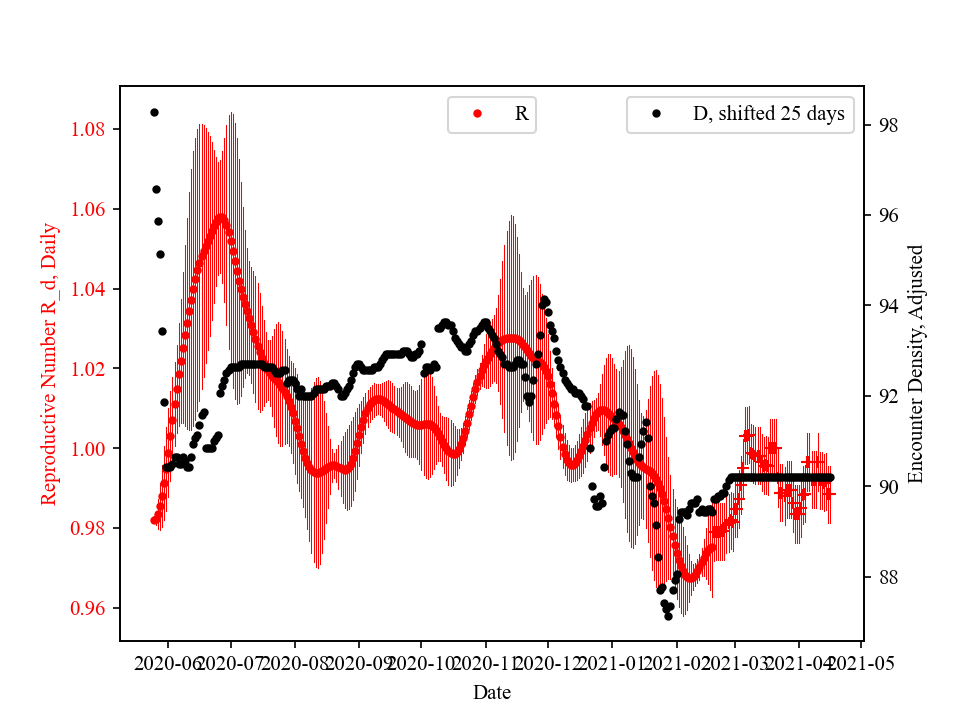 R
D, shifted 25 days
Reproductive Number R_d, Daily
1.08
1.06
1.04
1.02
1.00
0.98
0.96
98
96
94
92
90
88
Encounter Density, Adjusted
2020-06 2020-07 2020-08 2020-09 2020-10 2020-11 2020-12 2021-01 2021-02 2021-03 2021-04 2021-05
Date